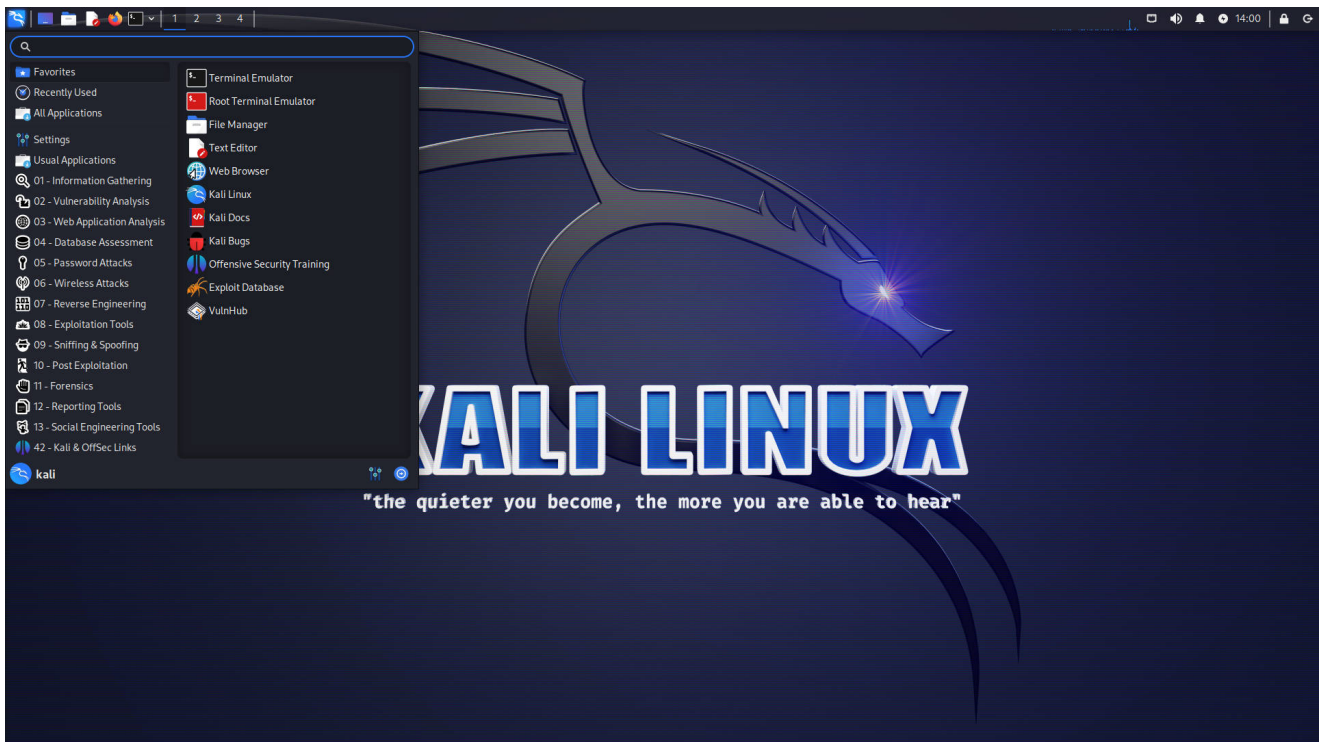 1 2 3 4
14:00
Favorites
Recently Used
All Applications
Settings
Usual Applications
01 - Information Gathering
02 - Vulnerability Analysis
03 - Web Application Analysis
04 - Database Assessment
05 - Password Attacks
06 - Wireless Attacks
07 - Reverse Engineering
08 - Exploitation Tools
09 - Sniffing & Spoofing
10 - Post Exploitation
11 - Forensics
12 - Reporting Tools
13 - Social Engineering Tools
42 - Kali & OffSec Links
Terminal Emulator
Root Terminal Emulator
File Manager
Text Editor
Web Browser
Kali Linux
Kali Docs
Kali Bugs
Offensive Security Training
Exploit Database
VulnHub
kali
KALI LINUX
"the quieter you become, the more you are able to hear"